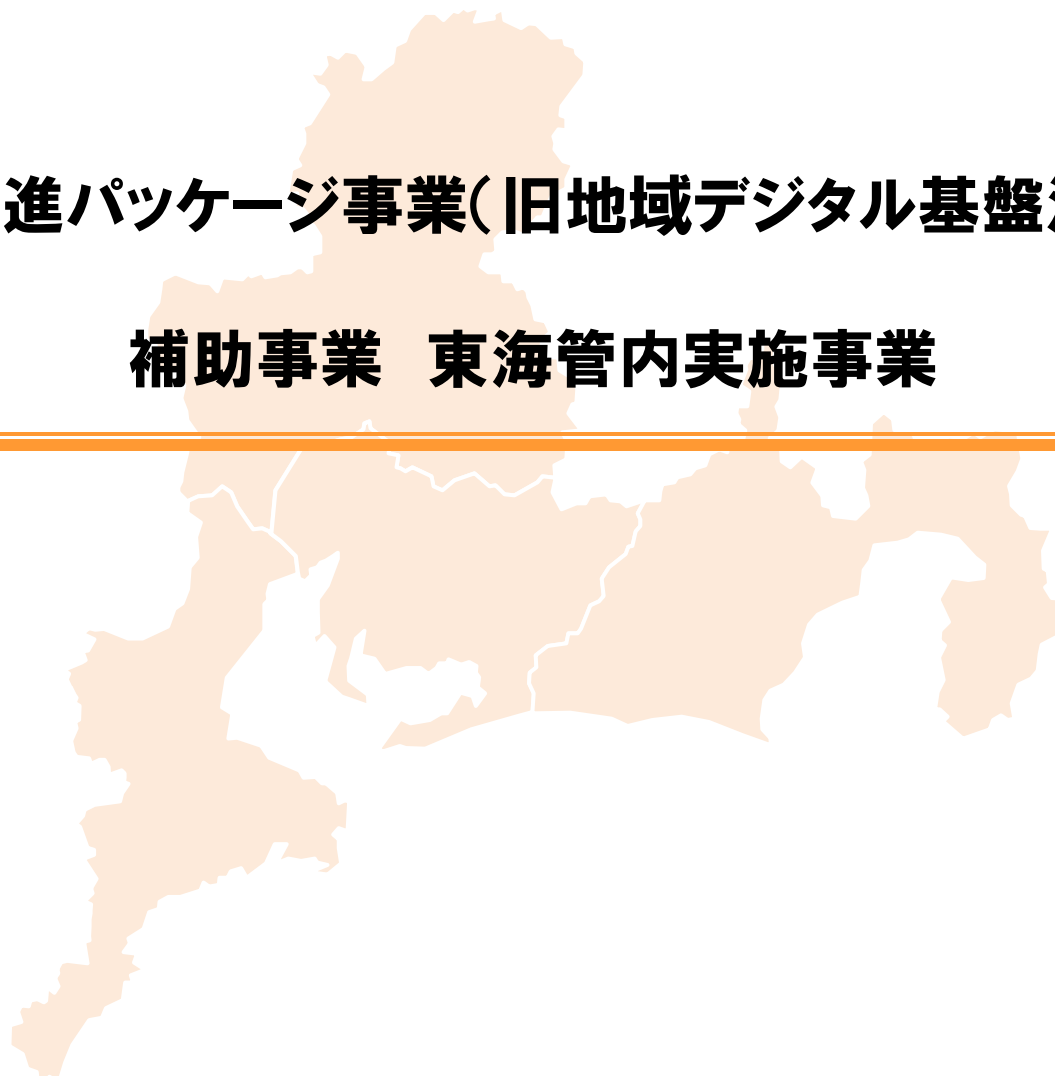 進パッケージ事業(旧地域デジタル基盤
補助事業　東海管内実施事業